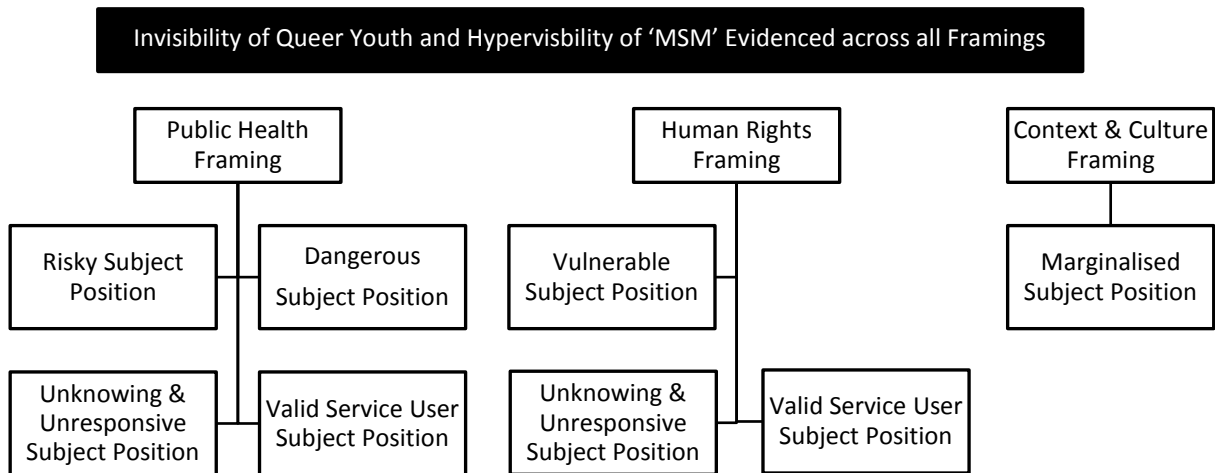 Invisibility of Queer Youth and Hypervisbility of ‘MSM’ Evidenced across all Framings
Public Health
Framing
Risky Subject
Position
Dangerous
Subject Position
Unknowing &
Unresponsive
Subject Position
Valid Service User
Subject Position
Human Rights
Framing
Vulnerable
Subject Position
Unknowing &
Unresponsive
Subject Position
Valid Service User
Subject Position
Context & Culture
Framing
Marginalised
Subject Position